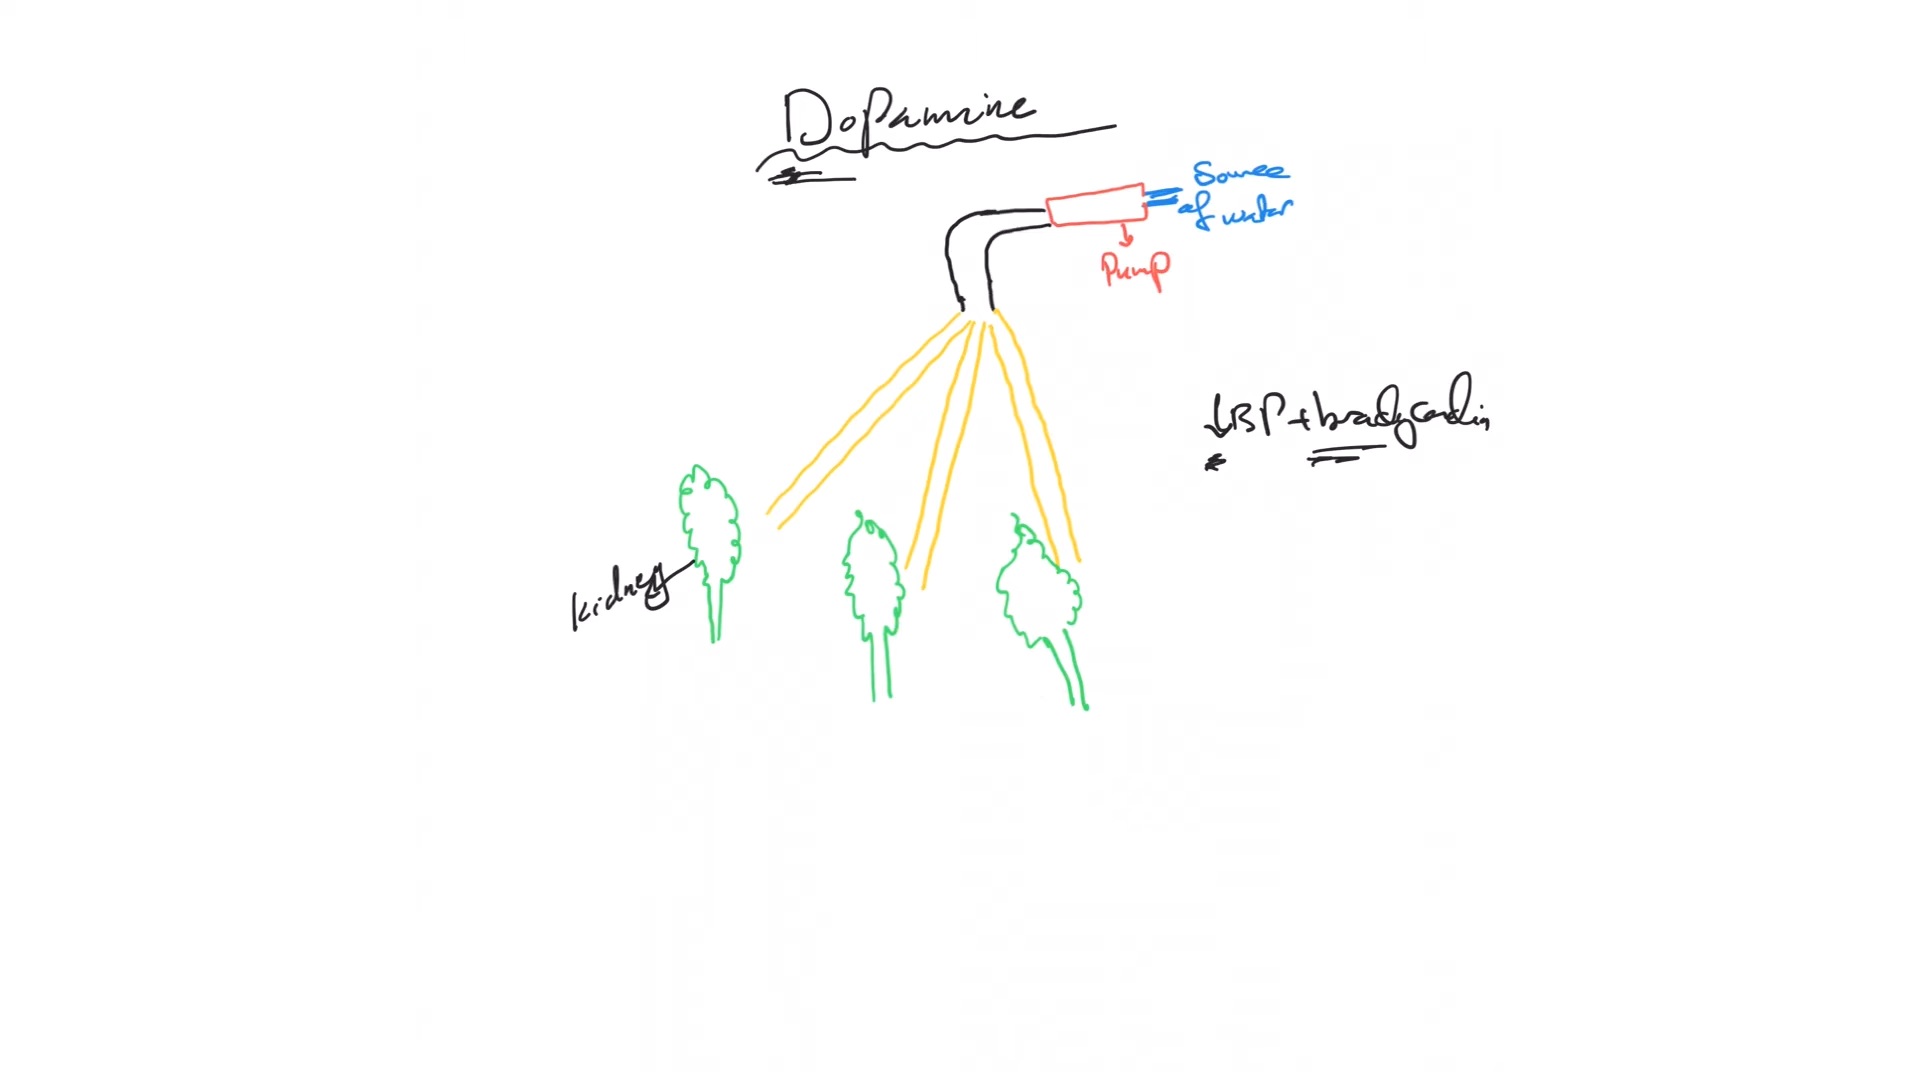 Dopamine
Source
of water
Pump
↓BP + bradycardia
kidney